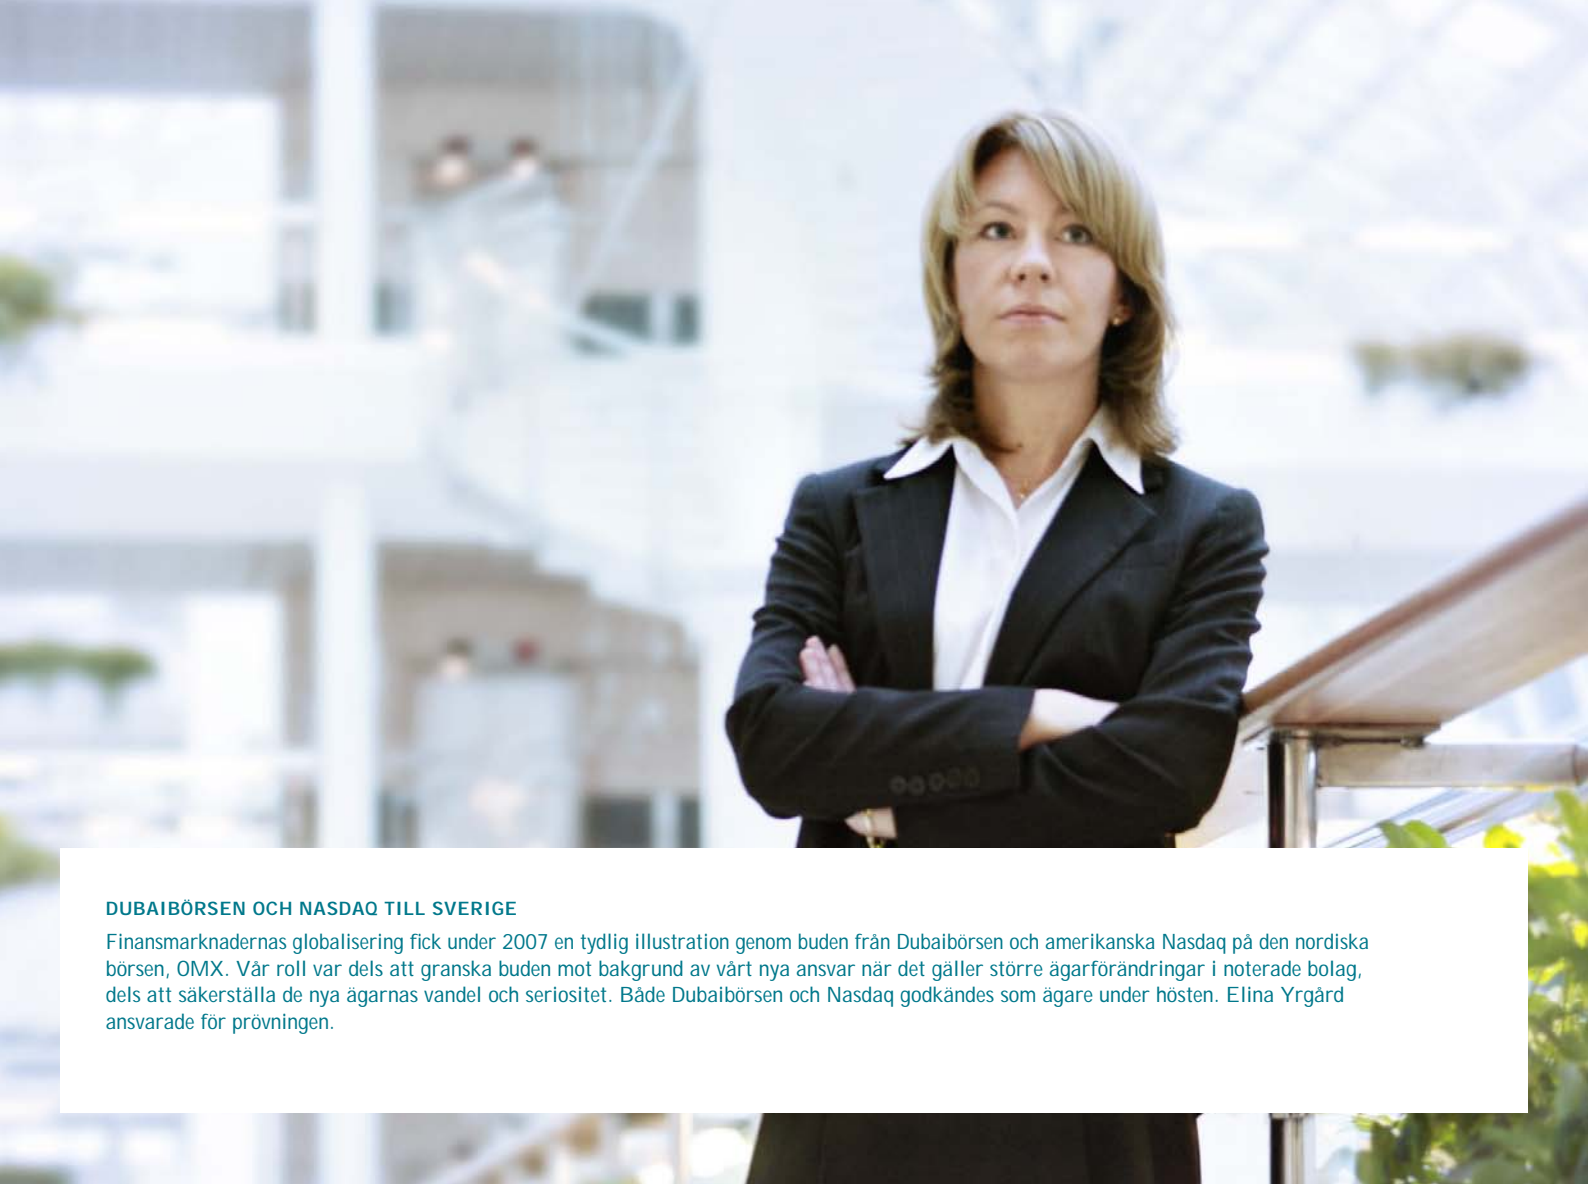 DUBAIBÖRSEN OCH NASDAQ TILL SVERIGE
Finansmarknadernas globalisering fick under 2007 en tydlig illustration genom buden från Dubaibörsen och amerikanska Nasdaq på den nordiska
börsen, OMX. Vår roll var dels att granska buden mot bakgrund av vårt nya ansvar när det gäller större ägarförändringar i noterade bolag,
dels att säkerställa de nya ägarnas vandel och seriositet. Både Dubaibörsen och Nasdaq godkändes som ägare under hösten. Elina Yrgård
ansvarade för prövningen.